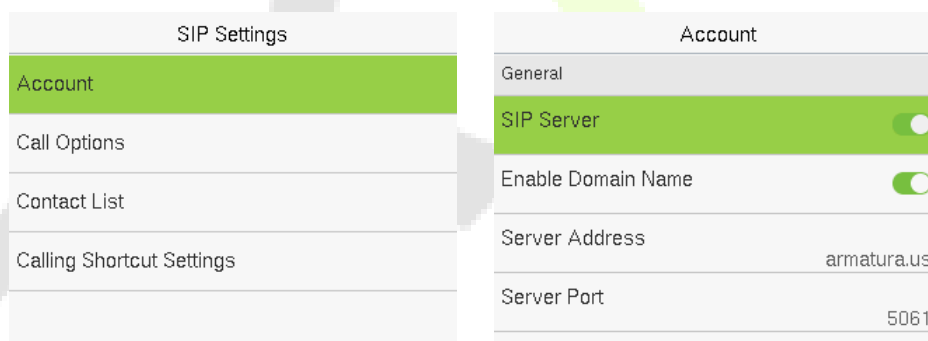 SIP Settings
Account
Call Options
Contact List
Calling Shortcut Settings
Account
General
SIP Server
Enable Domain Name
Server Address
armatura.us
Server Port
5061